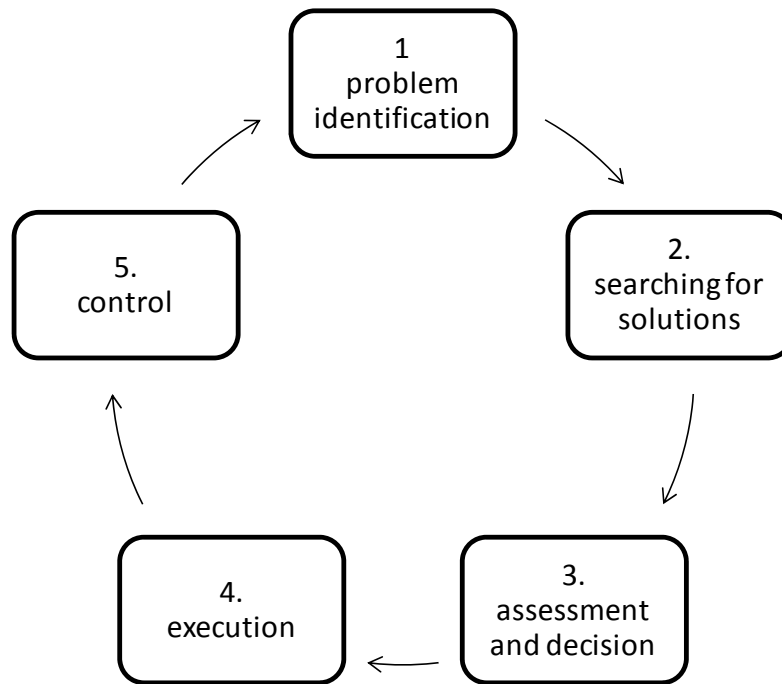 1
problem
identification
2.
searching for
solutions
3.
assessment
and decision
4.
execution
5.
control